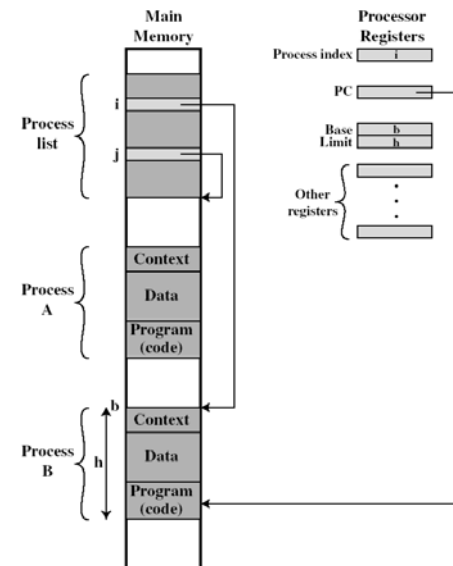 Main
Memory
Processor
Registers
Process index
i
PC
Base
b
Limit
h
Other
registers
Process
list
i
j
Process
A
Context
Data
Program
(code)
Process
B
b
h
Context
Data
Program
(code)